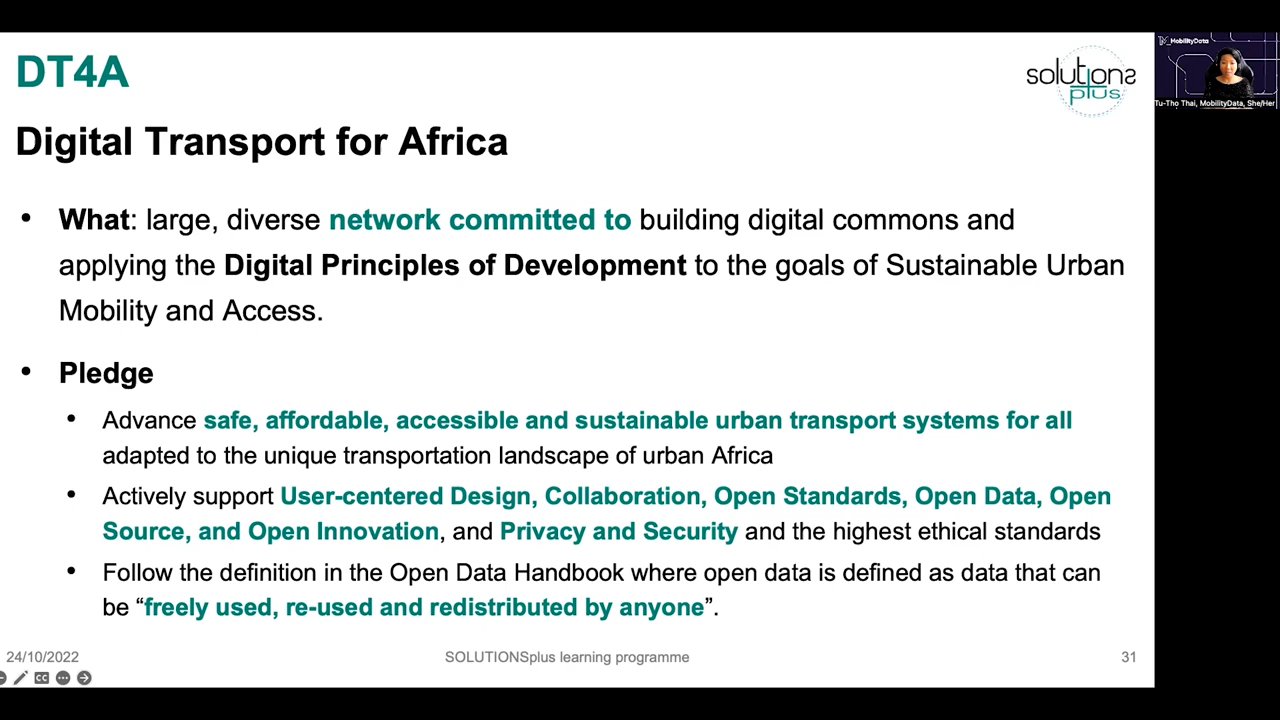 DT4A
solutions
plus
MobilityData
Tu-Tho Thai, MobilityData, She/Her
Digital Transport for Africa
• What: large, diverse network committed to building digital commons and
applying the Digital Principles of Development to the goals of Sustainable Urban
Mobility and Access.
• Pledge
• Advance safe, affordable, accessible and sustainable urban transport systems for all
adapted to the unique transportation landscape of urban Africa
• Actively support User-centered Design, Collaboration, Open Standards, Open Data, Open
Source, and Open Innovation, and Privacy and Security and the highest ethical standards
• Follow the definition in the Open Data Handbook where open data is defined as data that can
be “freely used, re-used and redistributed by anyone”.
24/10/2022
SOLUTIONSplus learning programme
31
CC